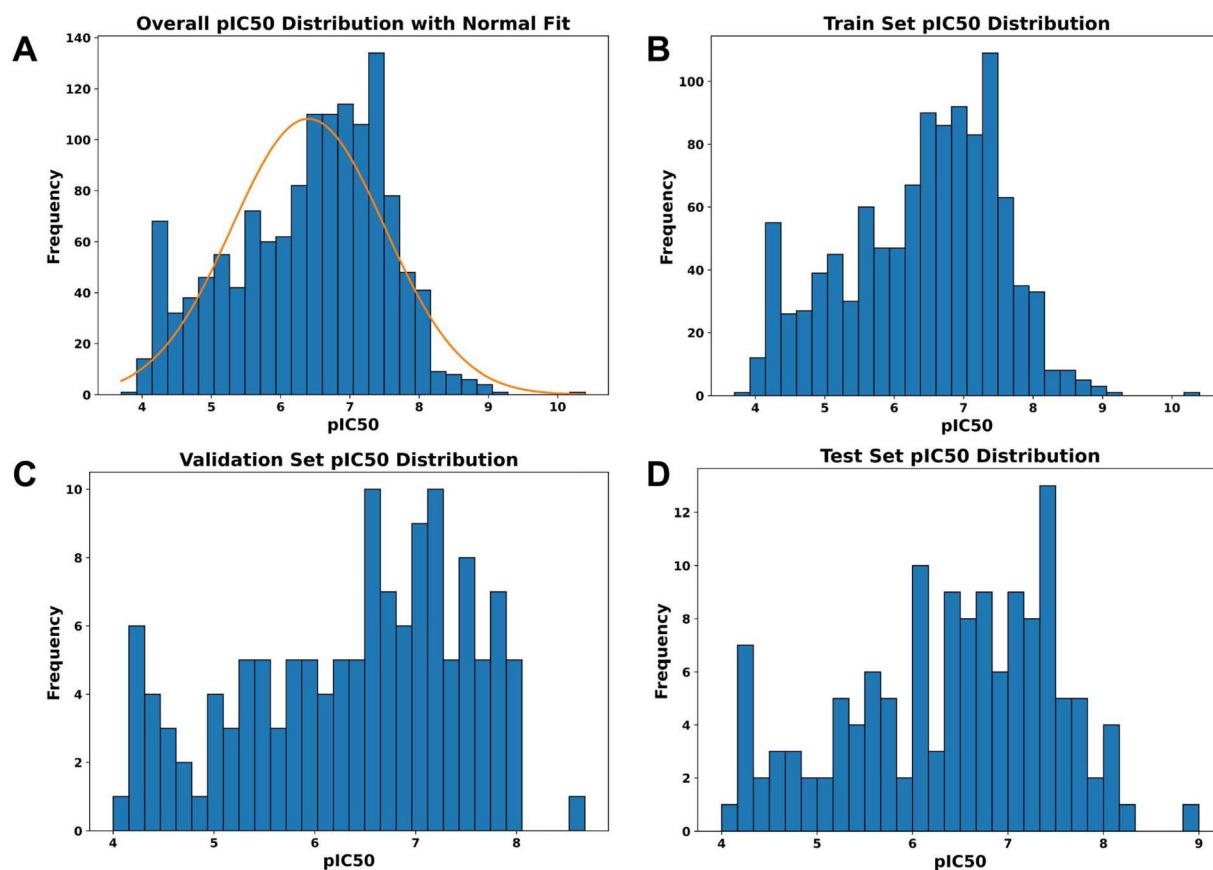 A
Overall pIC50 Distribution with Normal Fit
Frequency
140
120
100
80
60
40
20
0
4 5 6 7 8 9 10
pIC50
B
Train Set pIC50 Distribution
Frequency
100
80
60
40
20
0
4 5 6 7 8 9 10
pIC50
C
Validation Set pIC50 Distribution
Frequency
10
8
6
4
2
0
4 5 6 7 8
pIC50
D
Test Set pIC50 Distribution
Frequency
12
10
8
6
4
2
0
4 5 6 7 8 9
pIC50